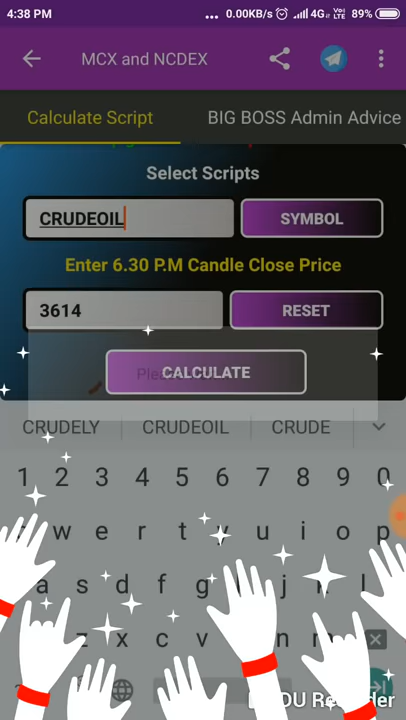 4:38 PM ... 0.00KB/s 4G VoLTE 89%
MCX and NCDEX
Calculate Script BIG BOSS Admin Advice
Select Scripts
CRUDEOIL SYMBOL
Enter 6.30 P.M Candle Close Price
3614 RESET
CALCULATE
CRUDELY CRUDEOIL CRUDE
1 2 3 4 5 6 7 8 9 0
w e r t y u i o p
a s d f g j k l
z x c v n m
DU Recorder